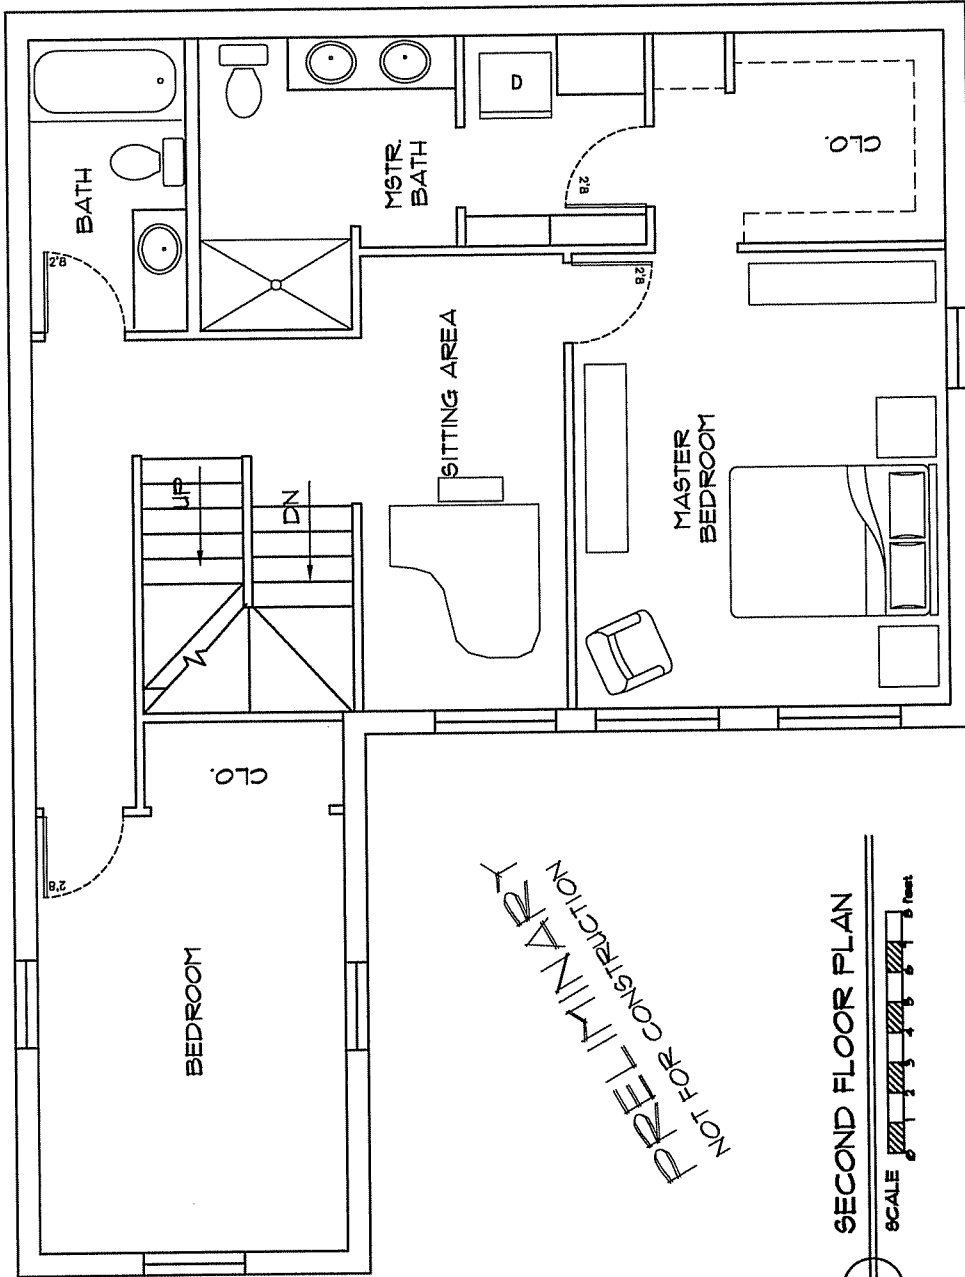 BATH
2'8
MSTR.
BATH
D
2'8
CLO.
2'8
SITTING AREA
MASTER
BEDROOM
UP
DN
CLO.
2'8
BEDROOM
PRELIMINARY
NOT FOR CONSTRUCTION
SECOND FLOOR PLAN
SCALE
0 1 2 3 4 5 6 7 8 feet